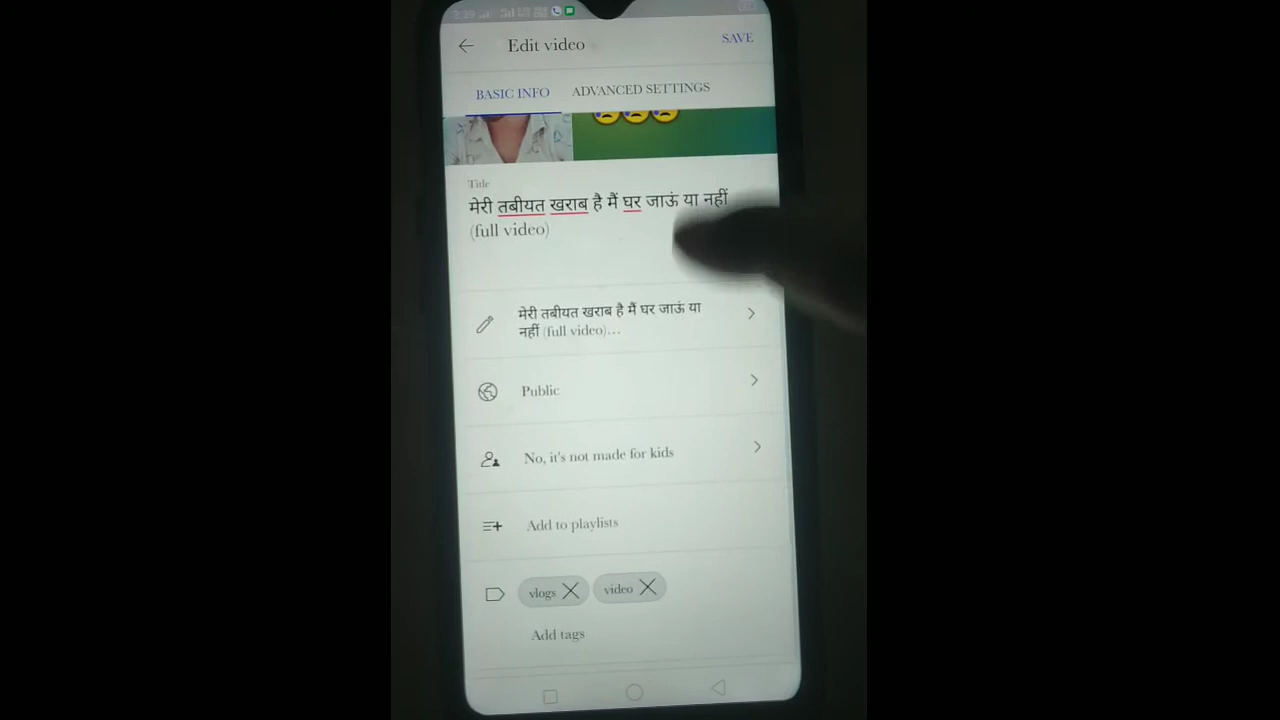 Edit video
SAVE
BASIC INFO
ADVANCED SETTINGS
Title
मेरी तबीयत खराब है मैं घर जाऊं या नहीं
(full video)
मेरी तबीयत खराब है मैं घर जाऊं या
नहीं (full video)...
Public
No, it's not made for kids
Add to playlists
vlogs
video
Add tags